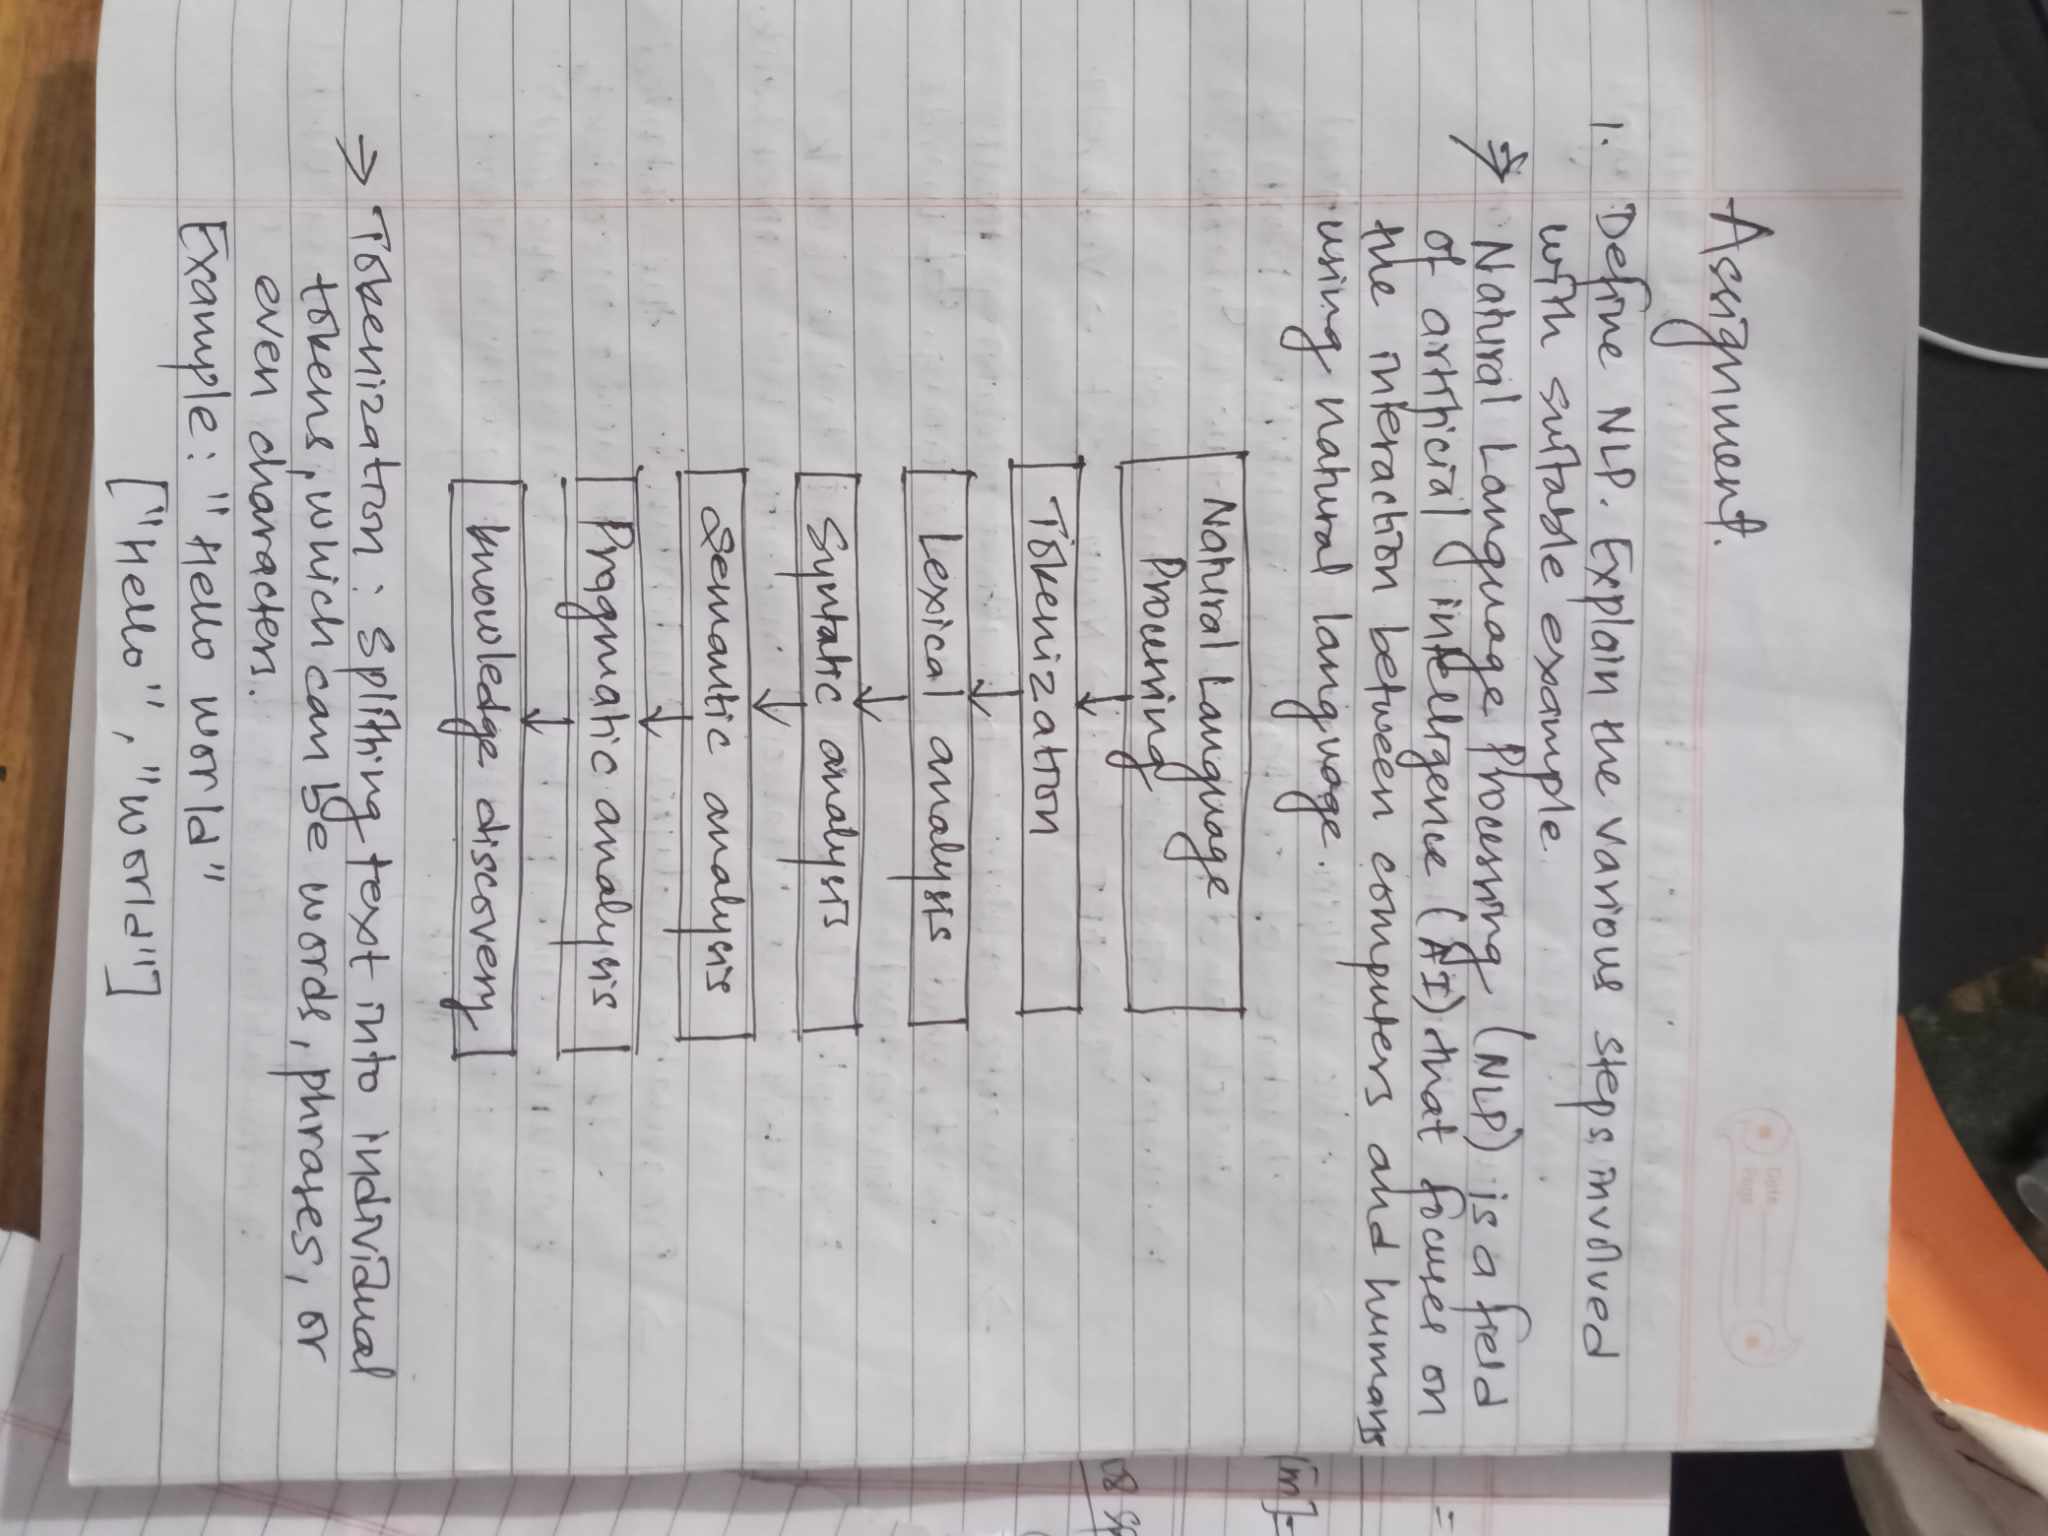 Date
Page
Assignment.
1. Define NLP. Explain the various steps involved
with suitable example.
⇒ Natural Language Processing (NLP) is a field
of artificial intelligence (AI) that focuses on
the interaction between computers and humans
using natural language.
Natural Language
Processing
↓
Tokenization
↓
Lexical analysis
↓
Syntatic analysis
↓
Semantic analysis
↓
Pragmatic analysis
↓
knowledge discovery
→ Tokenization: Splitting text into individual
tokens, which can be words, phrases, or
even characters.
Example: "Hello world"
["Hello", "world"]